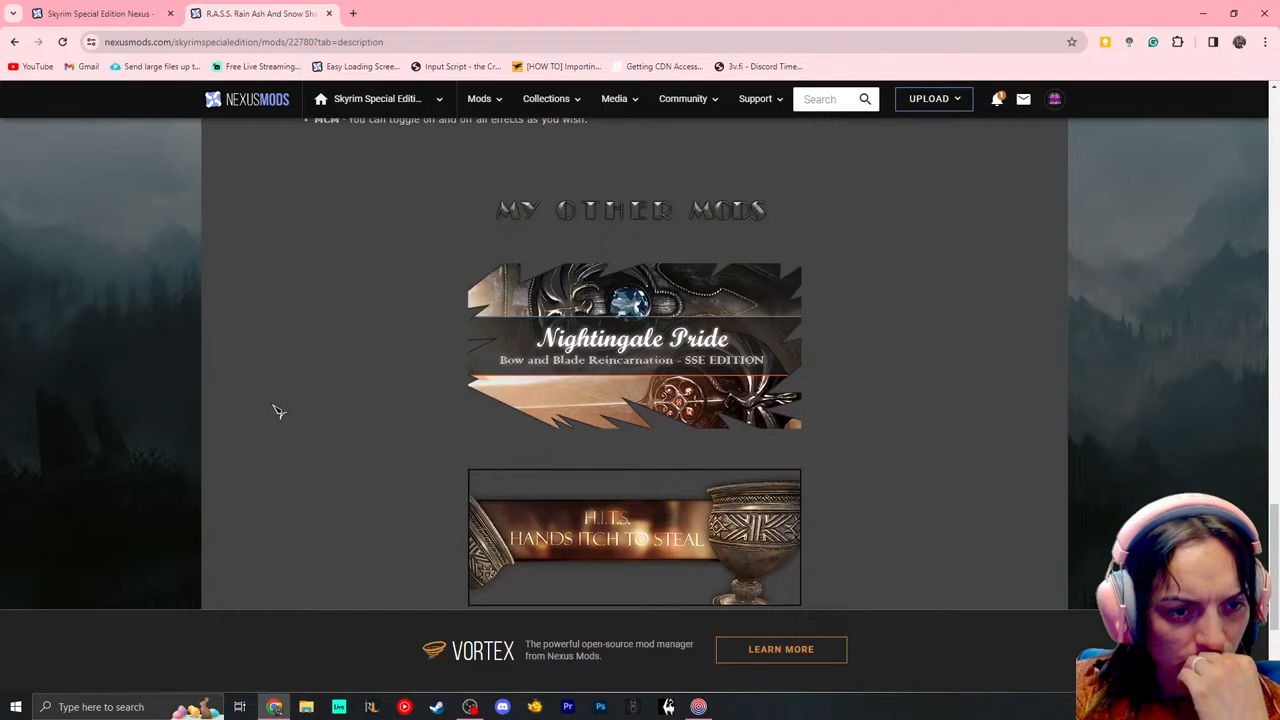 Skyrim Special Edition Nexus -
R.A.S.S. Rain Ash And Snow Sha
nexusmods.com/skyrimspecialedition/mods/22780?tab=description
YouTube
Gmail
Send large files up t...
Free Live Streaming...
Easy Loading Scree...
Input Script - the Cr...
[HOW TO] Importin...
Getting CDN Access...
3v.fi - Discord Time...
NEXUSMODS
Skyrim Special Editi...
Mods
Collections
Media
Community
Support
Search
UPLOAD
MCM - You can toggle on and off all effects as you wish.
MY OTHER MODS
Nightingale Pride
Bow and Blade Reincarnation - SSE EDITION
H.I.T.S.
HANDS ITCH TO STEAL
VORTEX
The powerful open-source mod manager
from Nexus Mods.
LEARN MORE
Type here to search
Live
Pr
Ps